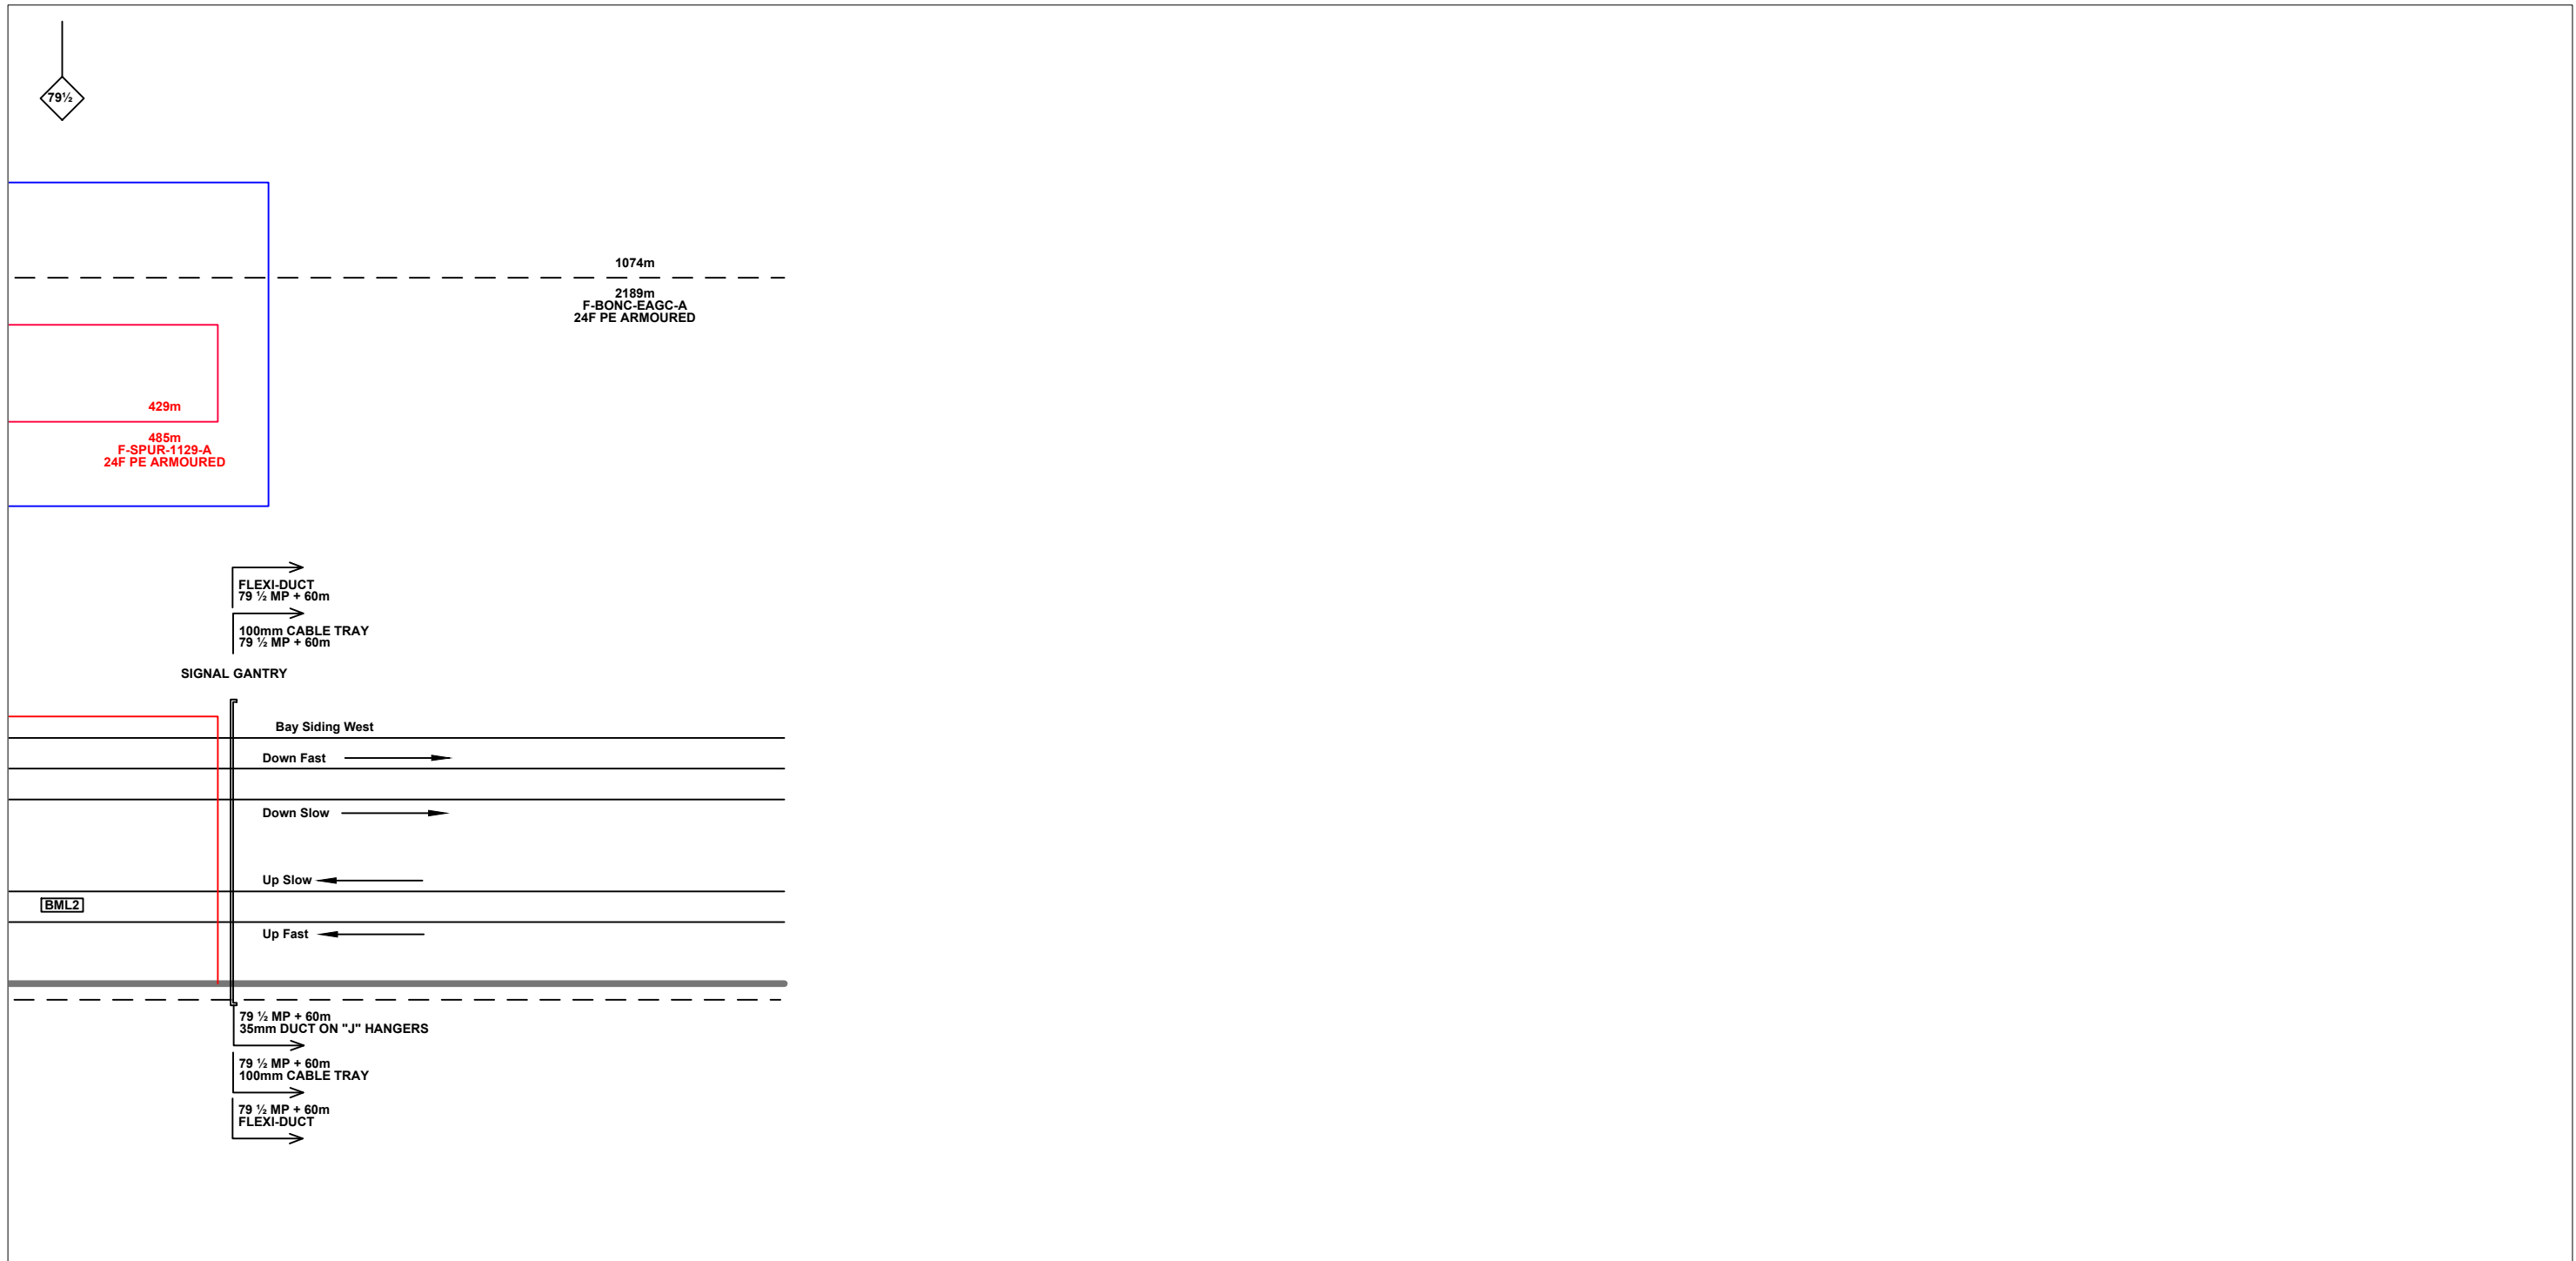 79½
1074m
2189m
F-BONC-EAGC-A
24F PE ARMOURED
429m
485m
F-SPUR-1129-A
24F PE ARMOURED
FLEXI-DUCT
79 ½ MP + 60m
100mm CABLE TRAY
79 ½ MP + 60m
SIGNAL GANTRY
Bay Siding West
Down Fast
Down Slow
Up Slow
BML2
Up Fast
79 ½ MP + 60m
35mm DUCT ON "J" HANGERS
79 ½ MP + 60m
100mm CABLE TRAY
79 ½ MP + 60m
FLEXI-DUCT